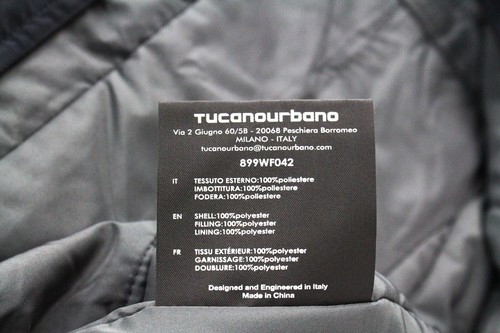 Tucanourbano
Via 2 Giugno 60/5B - 20068 Peschiera Borromeo
MILANO - ITALY
tucanourbano@tucanourbano.com
899WF042
IT TESSUTO ESTERNO:100%poliestere
IMBOTTITURA:100%poliestere
FODERA:100%poliestere
EN SHELL:100%polyester
FILLING:100%polyester
LINING:100%polyester
FR TISSU EXTÉRIEUR:100%polyester
GARNISSAGE:100%polyester
DOUBLURE:100%polyester
Designed and Engineered in Italy
Made in China